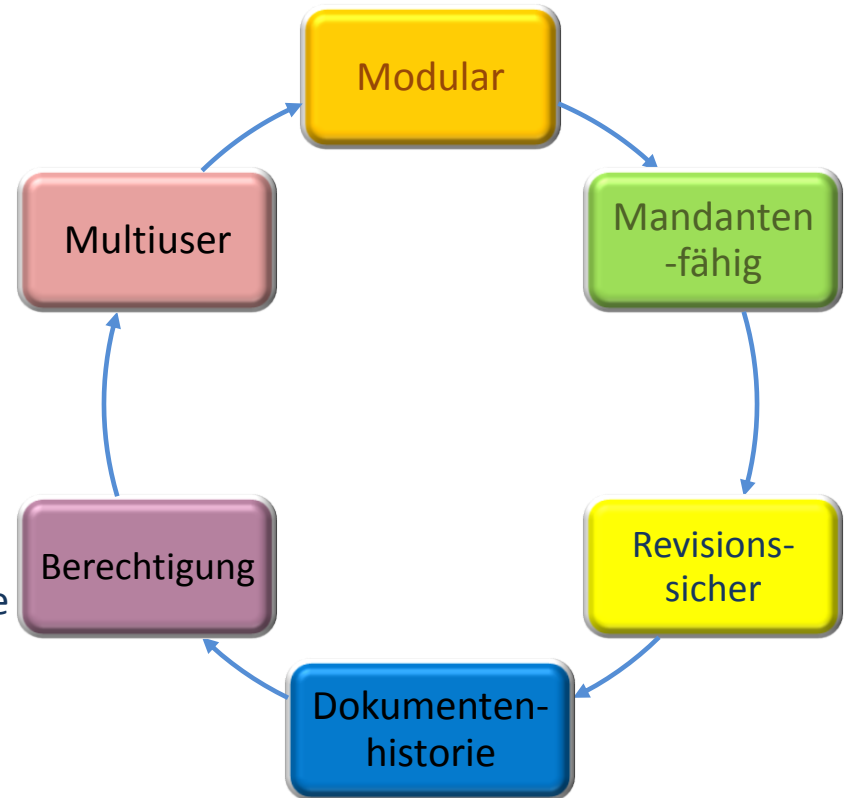 Modular
Mandanten
-fähig
Revisions-
sicher
Dokumenten-
historie
Berechtigung
e
Multiuser